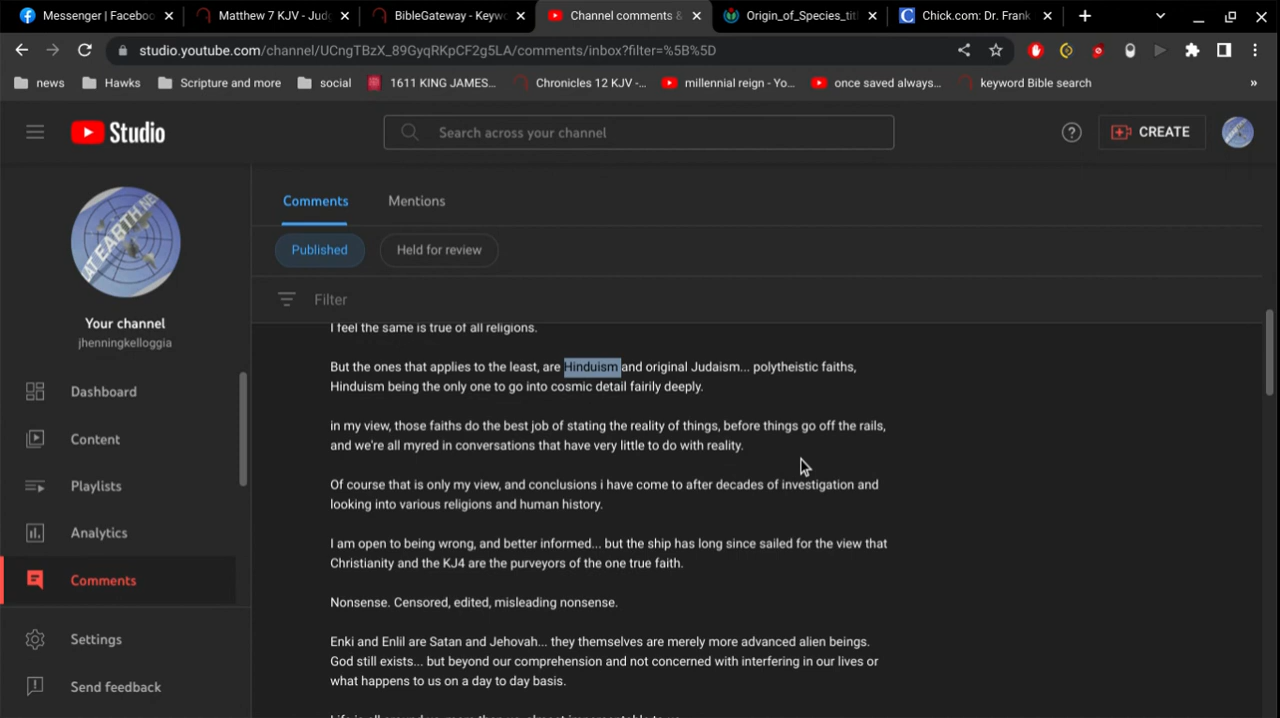 Messenger | Faceboo
Matthew 7 KJV - Jud
BibleGateway - Keyw
Channel comments &
Origin_of_Species_titl
Chick.com: Dr. Frank
studio.youtube.com/channel/UCngTBzX_89GyqRKpCF2g5LA/comments/inbox?filter=%5B%5D
news
Hawks
Scripture and more
social
1611 KING JAMES...
Chronicles 12 KJV -...
millennial reign - Yo...
once saved always...
keyword Bible search
»
Studio
Search across your channel
CREATE
AT EARTH NE
Your channel
jhenningkelloggia
Dashboard
Content
Playlists
Analytics
Comments
Settings
Send feedback
Comments
Mentions
Published
Held for review
Filter
I feel the same is true of all religions.
But the ones that applies to the least, are Hinduism and original Judaism... polytheistic faiths,
Hinduism being the only one to go into cosmic detail fairily deeply.
in my view, those faiths do the best job of stating the reality of things, before things go off the rails,
and we're all myred in conversations that have very little to do with reality.
Of course that is only my view, and conclusions i have come to after decades of investigation and
looking into various religions and human history.
I am open to being wrong, and better informed... but the ship has long since sailed for the view that
Christianity and the KJ4 are the purveyors of the one true faith.
Nonsense. Censored, edited, misleading nonsense.
Enki and Enlil are Satan and Jehovah... they themselves are merely more advanced alien beings.
God still exists... but beyond our comprehension and not concerned with interfering in our lives or
what happens to us on a day to day basis.